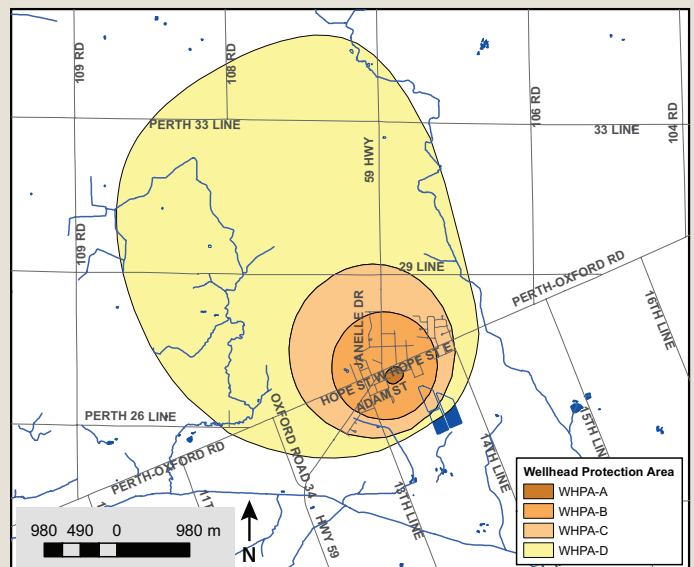 109 RD
108 RD
59 HWY
106 RD
104 RD
PERTH 33 LINE
33 LINE
109 RD
29 LINE
PERTH-OXFORD RD
16TH LINE
JANELLE DR
HOPE ST W
HOPE ST E
ADAM ST
PERTH 26 LINE
OXFORD ROAD 34
PERTH-OXFORD RD
14TH LINE
15TH LINE
13TH LINE
HWY 59
980 490 0 980 m
N
Wellhead Protection Area
WHPA-A
WHPA-B
WHPA-C
WHPA-D